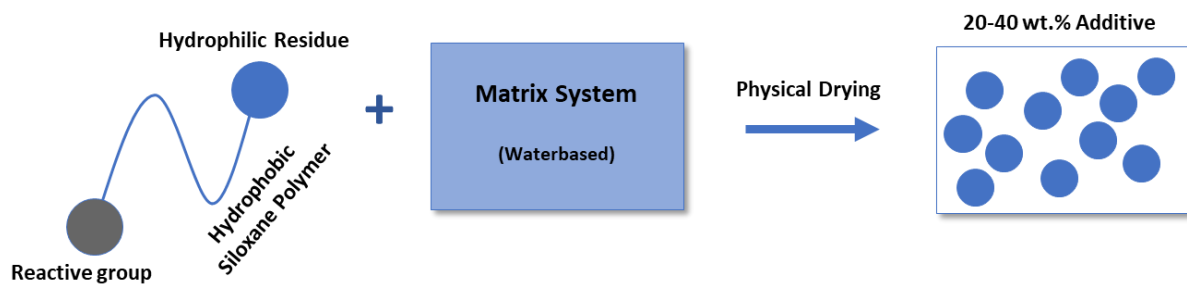 Hydrophilic Residue
Hydrophobic
Siloxane Polymer
Reactive group
+
Matrix System
(Waterbased)
Physical Drying
20-40 wt.% Additive